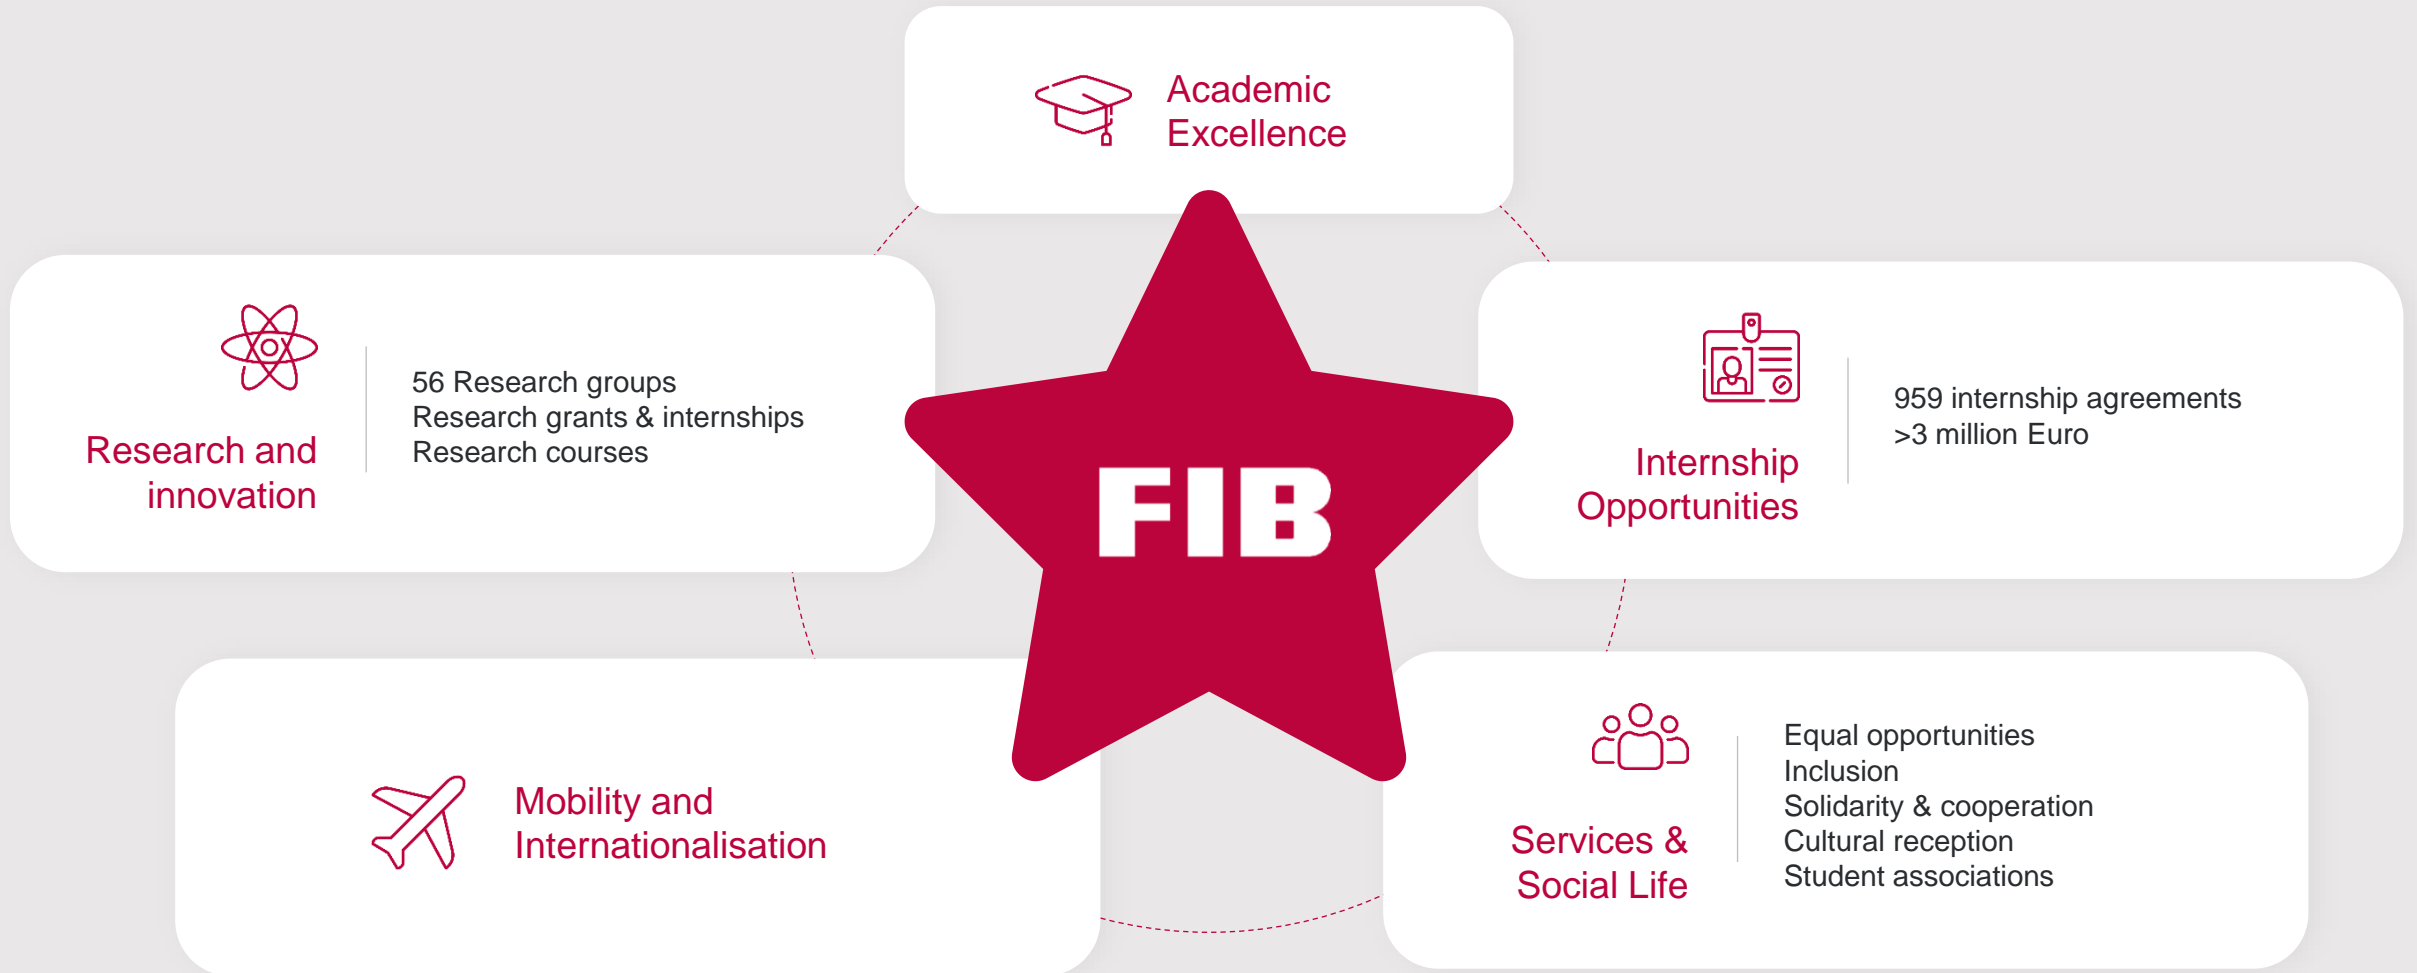 Academic
Excellence
Research and
innovation
56 Research groups
Research grants & internships
Research courses
FIB
Internship
Opportunities
959 internship agreements
>3 million Euro
Mobility and
Internationalisation
Services &
Social Life
Equal opportunities
Inclusion
Solidarity & cooperation
Cultural reception
Student associations